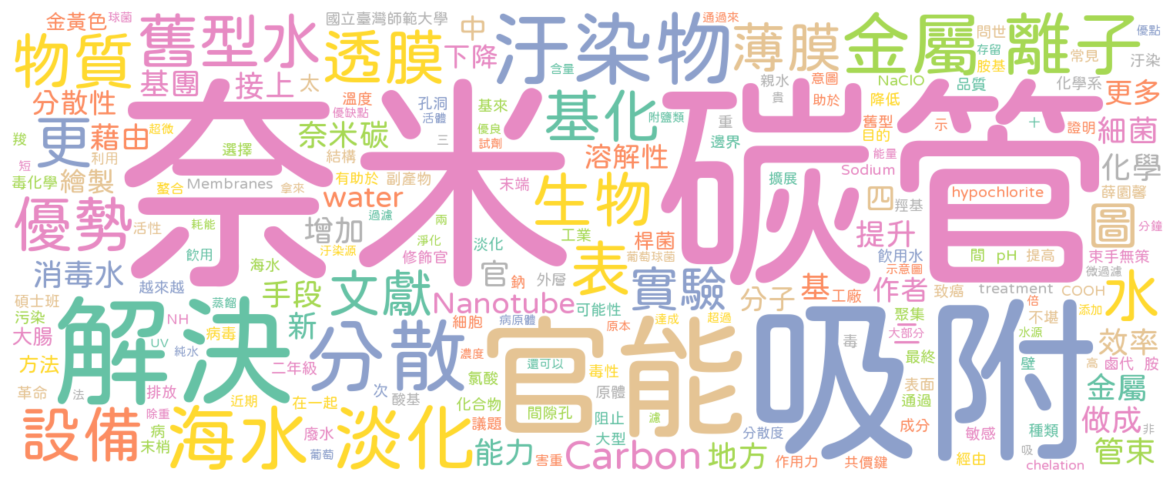 金黃色 球菌 國立臺灣師範大學 中 通過來 問世 優點
物質 舊型水 透膜 下降 汙染物 薄膜 金屬離子 存留 常見 汙染
基團 接上 太 含量 親水 意圖 NaClO 胺基 化學系
分散性 溫度 孔洞 基來 基化 貴 助於 降低 品質 更多
優缺點 活體 附鹽類 重 舊型 示 十 證明
更 藉由 超微 奈米碳 優良 試劑 邊界 目的 細菌
羧 利用 選擇 結構 三 溶解性 能量
奈米碳管
短 毒化學 繪製 螯合 Membranes 有助於 副產物 末端 生物 擴展 Sodium 四 hypochlorite 化學
拿來 water 兩 羥基 薛園馨
優勢 活性 增加 過濾 淨化 工業 桿菌 提升 圖 分鐘
耗能 汙染源 修飾官 葡萄球菌 飲用水 間 pH 提高 束手無策
飲用 海水 淡化 官 鈉 外層 表 實驗 示意圖 微過濾
消毒水 越來越 蒸餾 手段 文獻 Nanotube 可能性 分子 基 工廠 作者 致癌 treatment COOH 水
碩士班 新 倍 添加
污染 NH 病毒 細胞 病原體 原本 達成 超過 聚集 二 大部分 不堪 水源
大腸 UV 純水 解決 分散 官能 吸附 效率
方法 二年級 濃度 還可以 毒 最終 壁 高 鹵代 胺
革命 法 排放 次 酸基 氯酸 毒性 原體 表面 金屬
近期 在一起 化合物 間隙孔 濾 通過
設備 末梢 病 除重 廢水 海水淡化 議題 阻止 大型 分散度 成分 敏感 種類 做成 非
葡萄 能力 害重 Carbon 地方 作用力 共價鍵 經由 吸 chelation 管束